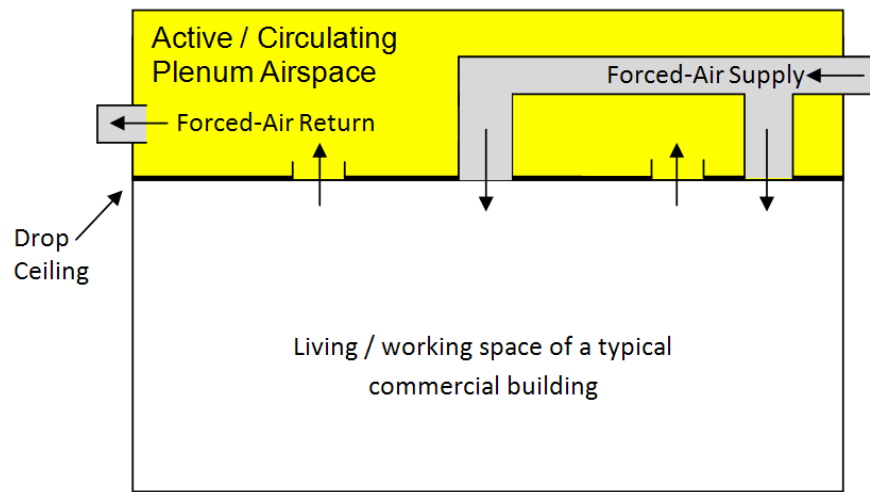 Active / Circulating
Plenum Airspace
Forced-Air Supply
Forced-Air Return
Drop
Ceiling
Living / working space of a typical
commercial building